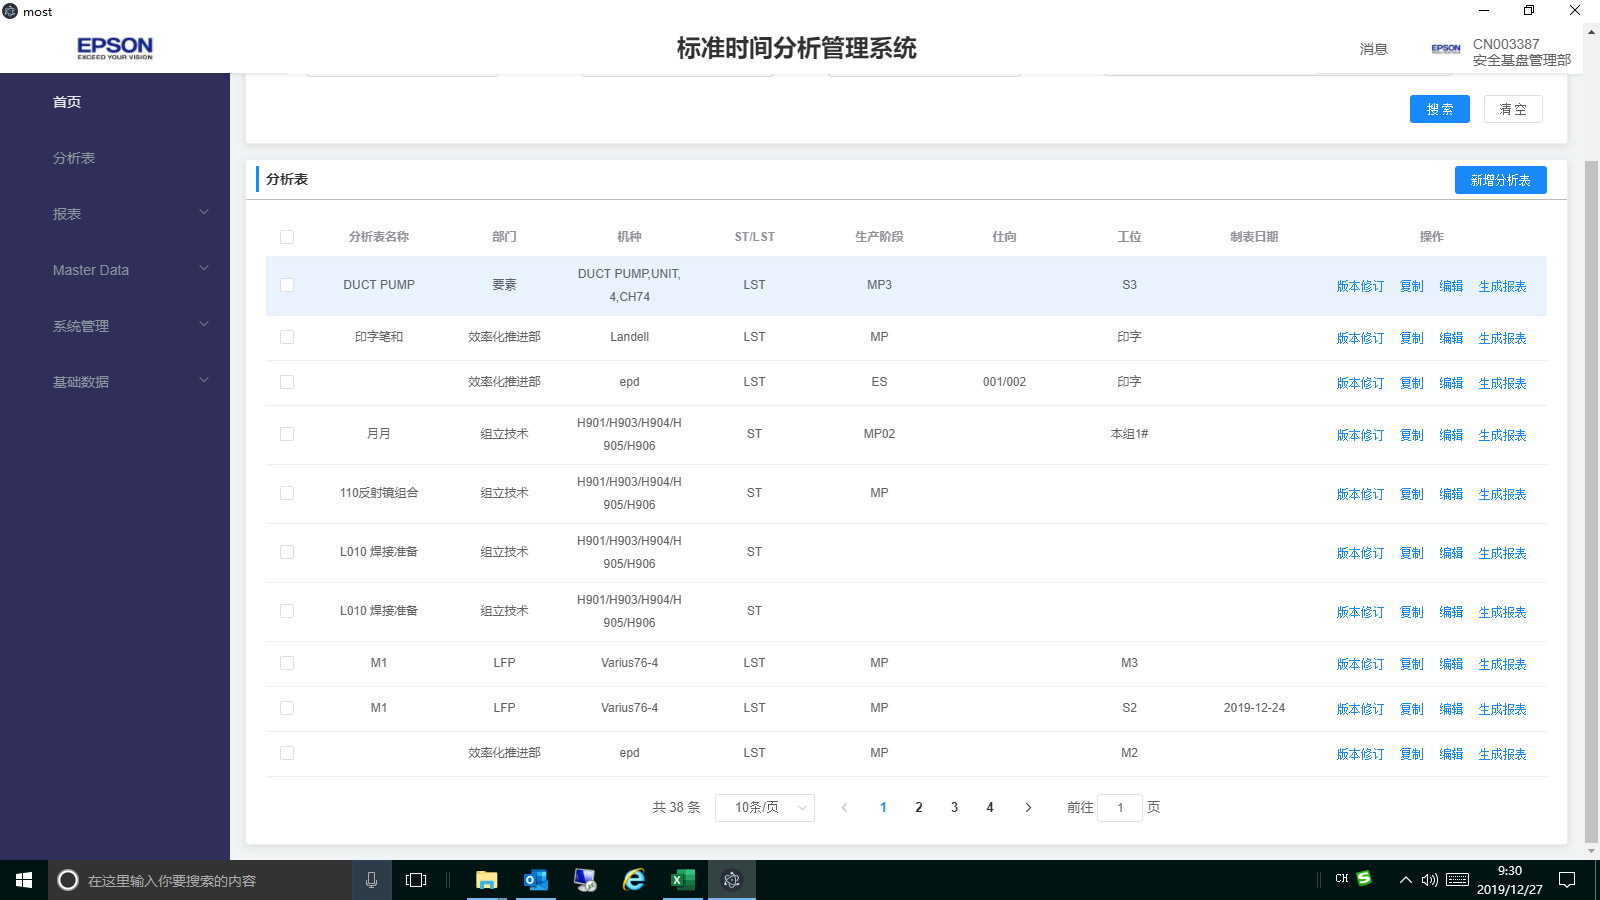 most
EPSON
EXCEED YOUR VISION
标准时间分析管理系统
消息
EPSON
CN003387
安全基盘管理部
首页
分析表
报表
Master Data
系统管理
基础数据
搜 索
清 空
分析表
新增分析表
分析表名称 部门 机种 ST/LST 生产阶段 仕向 工位 制表日期 操作
DUCT PUMP 要素 DUCT PUMP,UNIT, LST MP3 S3 版本修订 复制 编辑 生成报表
4,CH74
印字笔和 效率化推进部 Landell LST MP 印字 版本修订 复制 编辑 生成报表
效率化推进部 epd LST ES 001/002 印字 版本修订 复制 编辑 生成报表
月月 组立技术 H901/H903/H904/H ST MP02 本组1# 版本修订 复制 编辑 生成报表
905/H906
110反射镜组合 组立技术 H901/H903/H904/H ST MP 版本修订 复制 编辑 生成报表
905/H906
L010 焊接准备 组立技术 H901/H903/H904/H ST 版本修订 复制 编辑 生成报表
905/H906
L010 焊接准备 组立技术 H901/H903/H904/H ST 版本修订 复制 编辑 生成报表
905/H906
M1 LFP Varius76-4 LST MP M3 版本修订 复制 编辑 生成报表
M1 LFP Varius76-4 LST MP S2 2019-12-24 版本修订 复制 编辑 生成报表
效率化推进部 epd LST MP M2 版本修订 复制 编辑 生成报表
共 38 条 10条/页 1 2 3 4 前往 1 页
在这里输入你要搜索的内容
CH
9:30
2019/12/27